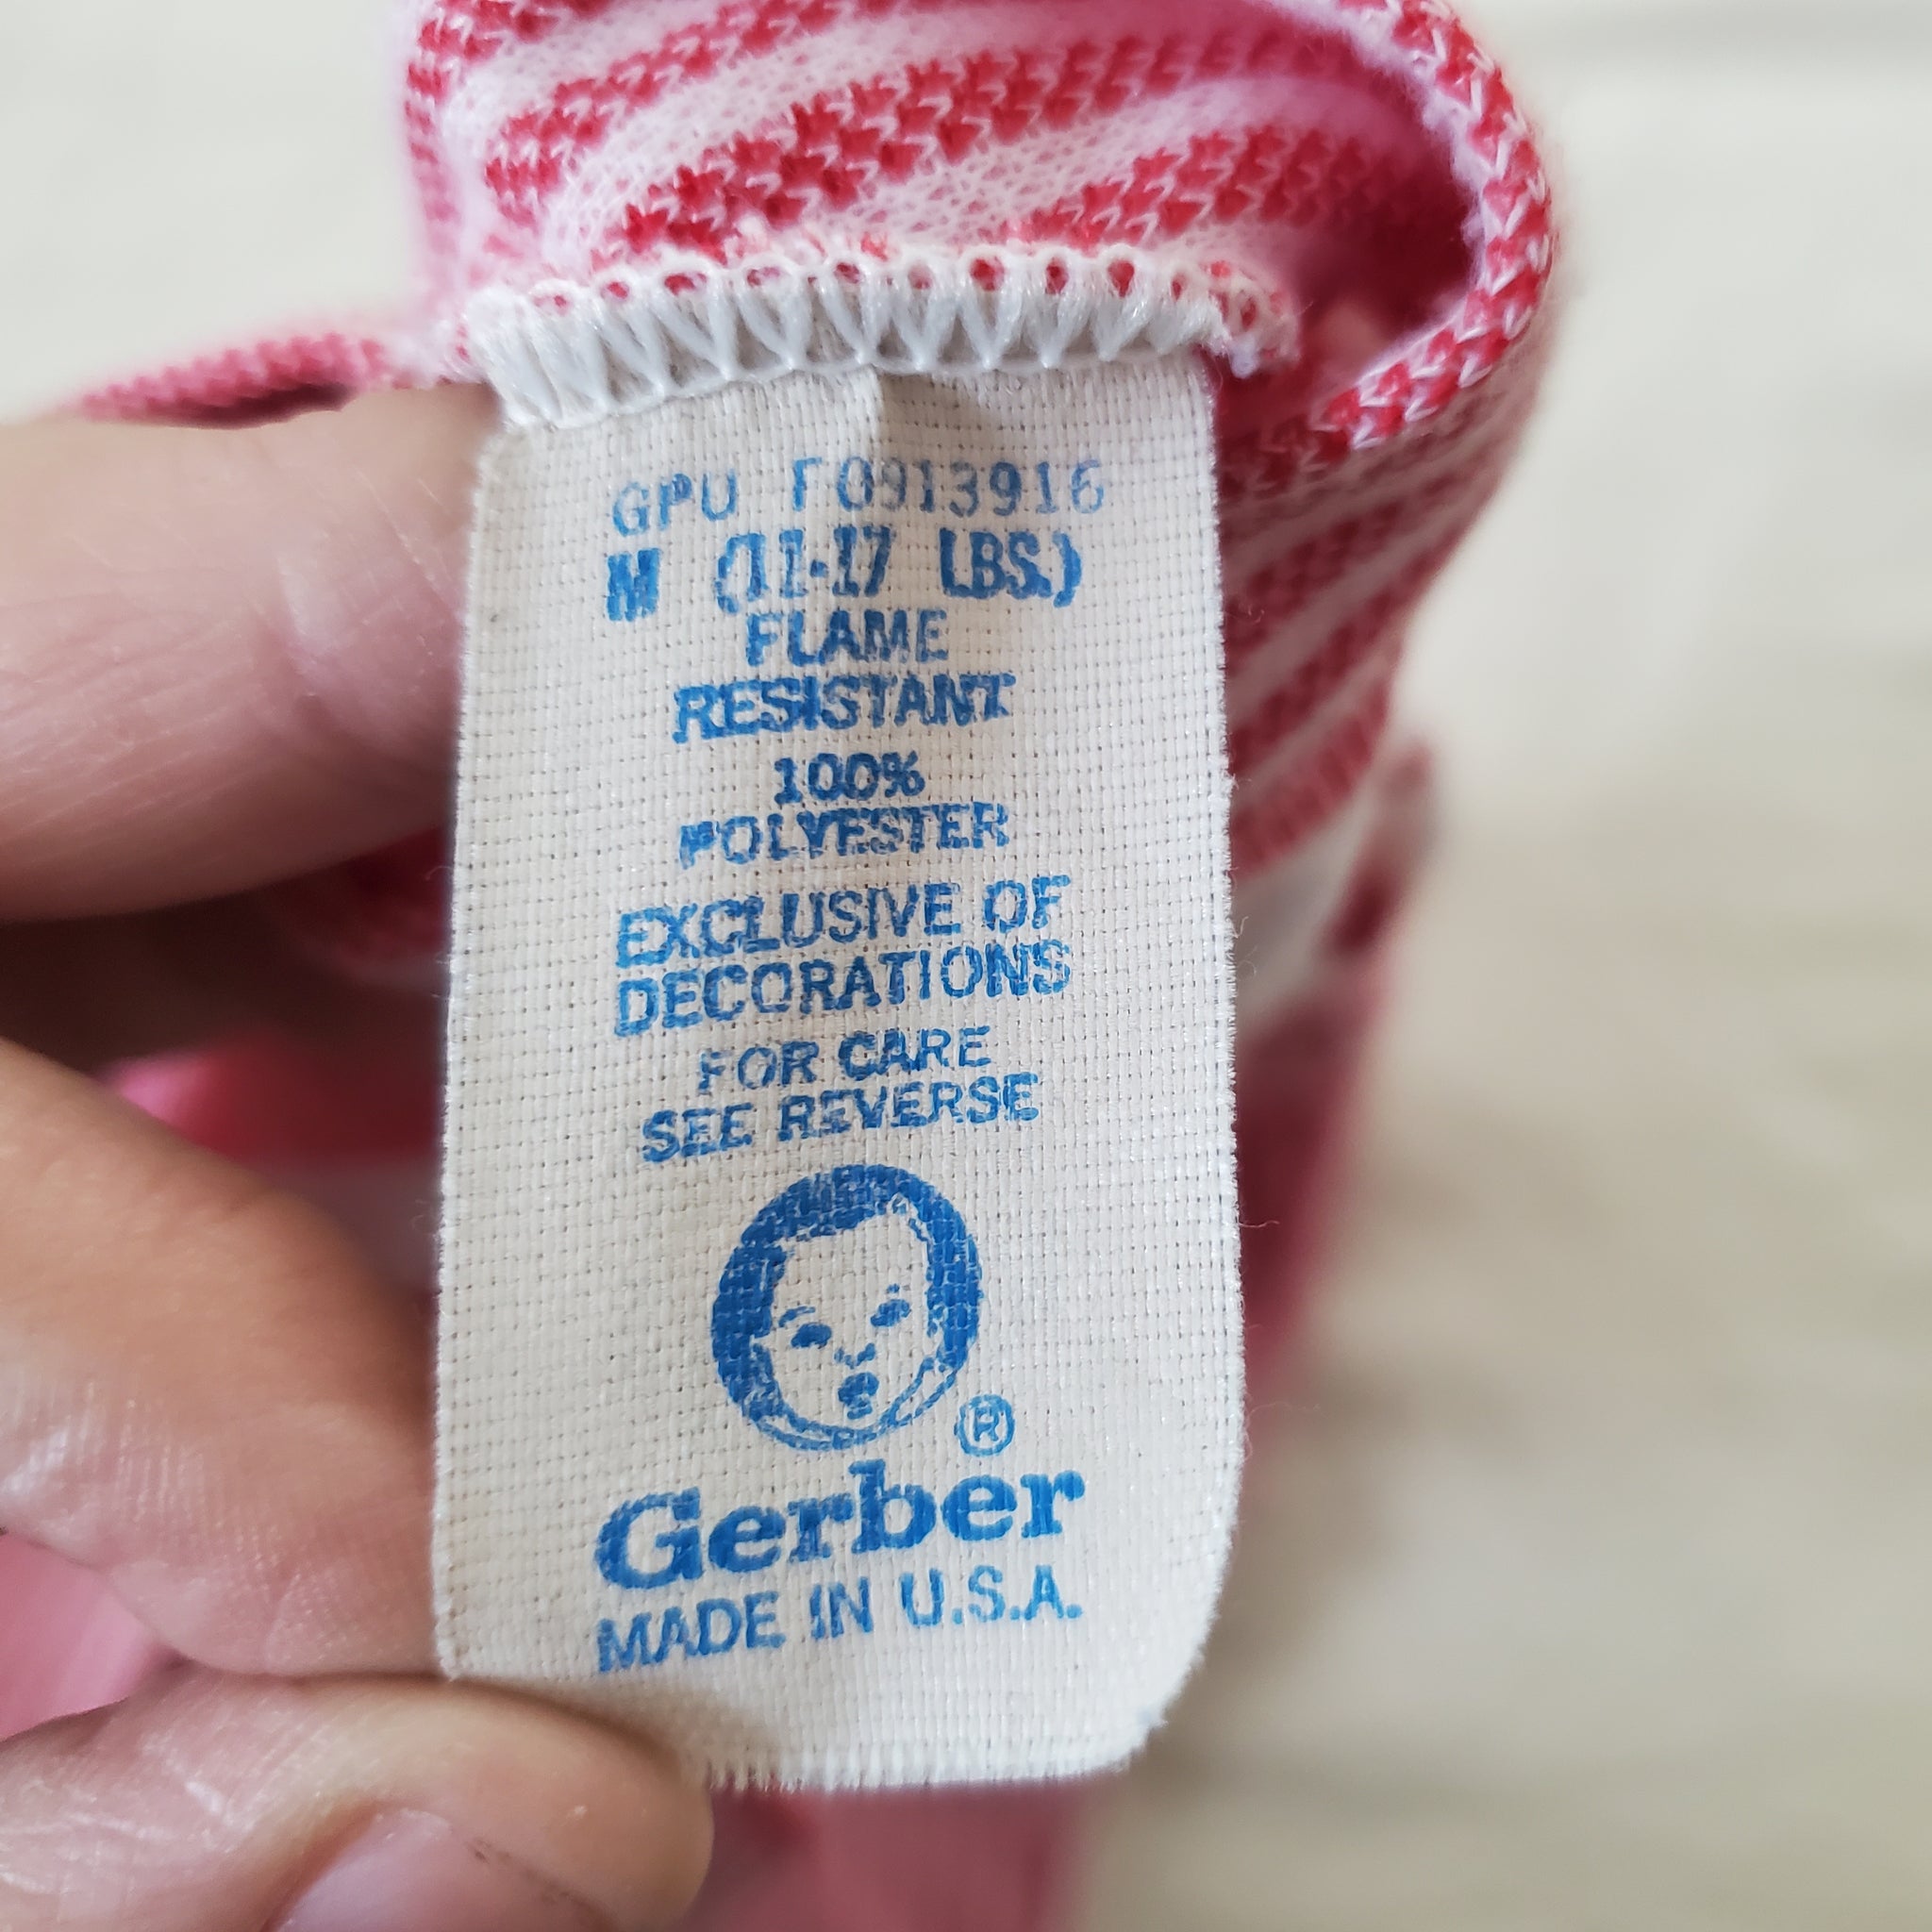 GPU F0913916
M (11-17 LBS.)
FLAME
RESISTANT
100%
POLYESTER
EXCLUSIVE OF
DECORATIONS
FOR CARE
SEE REVERSE
®
Gerber
MADE IN U.S.A.